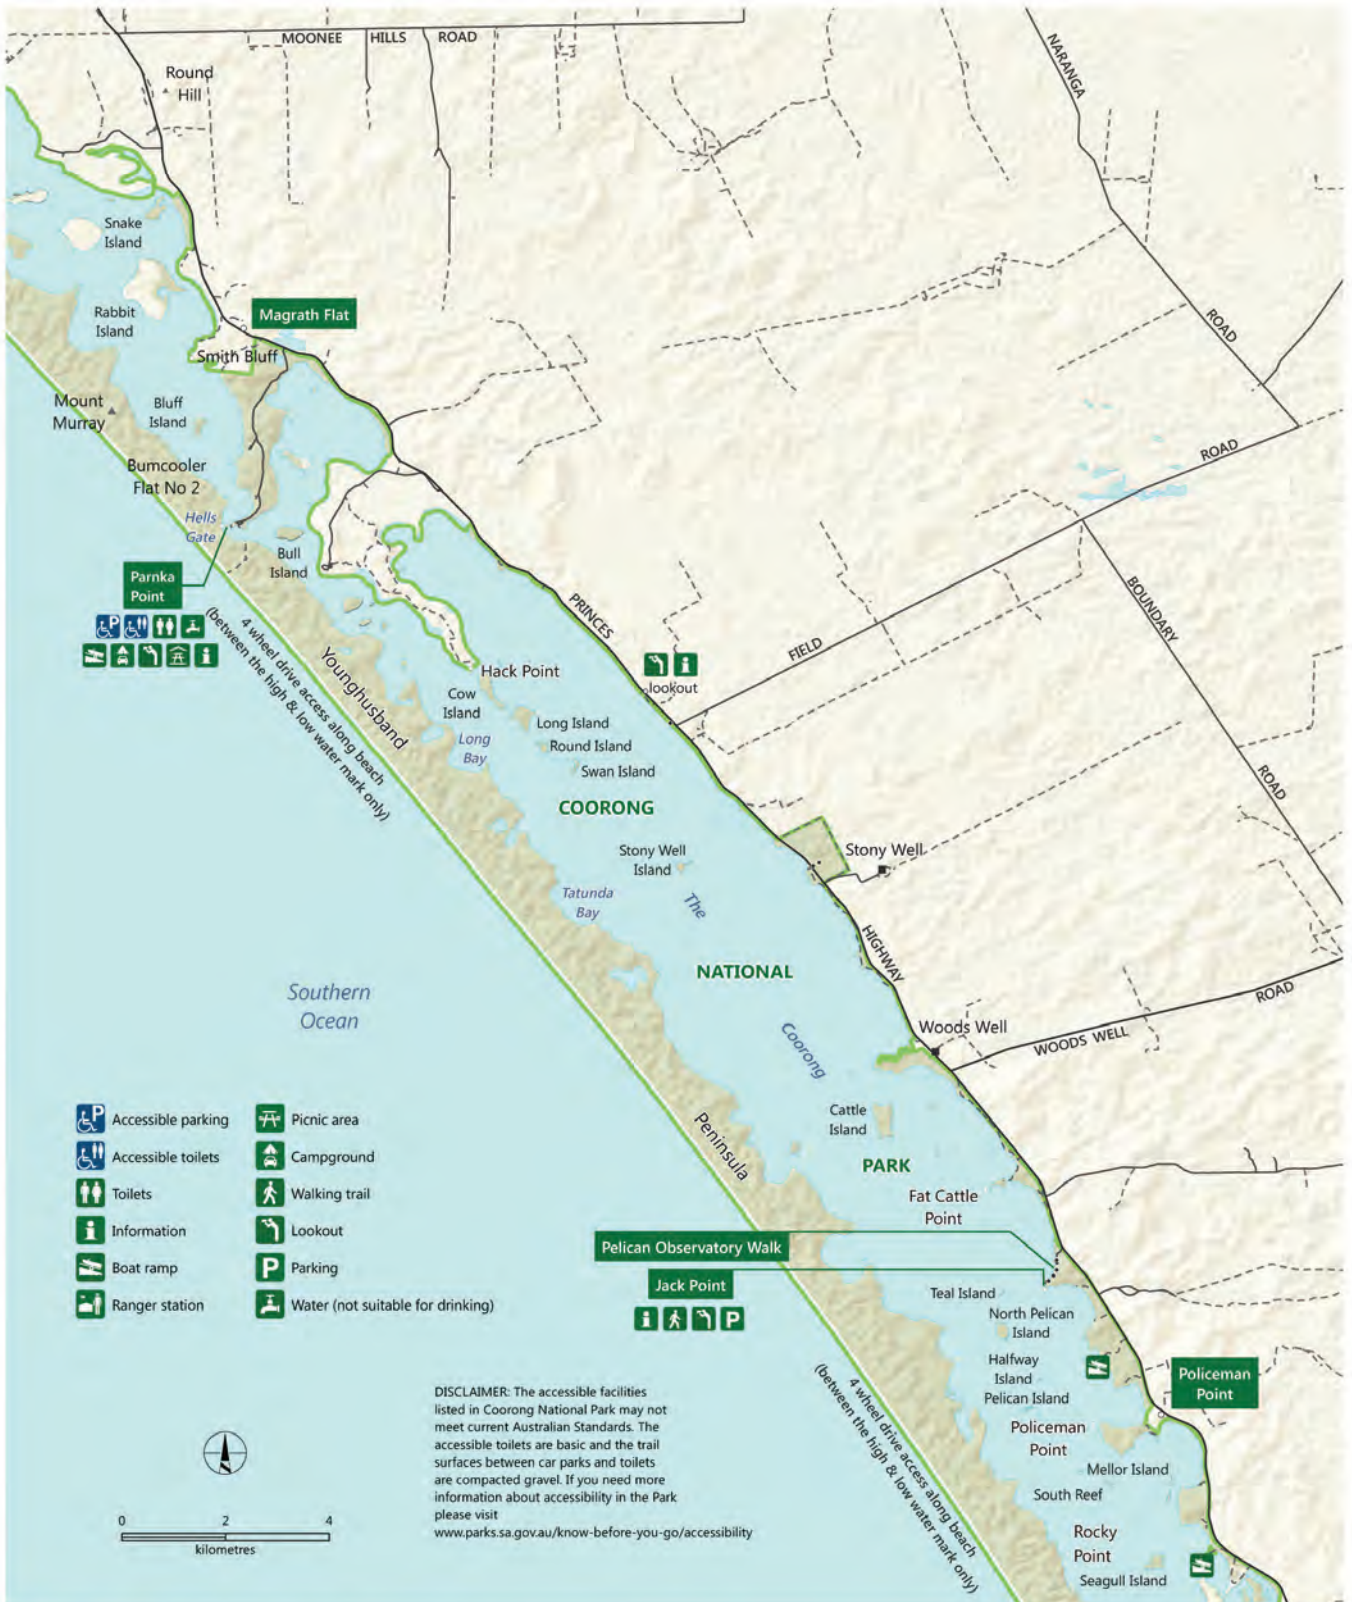 MOONEE HILLS ROAD
NARANGA
ROAD
Round
Hill
Snake
Island
Rabbit
Island
Magrath Flat
Smith Bluff
Mount
Murray
Bluff
Island
Bumcooler
Flat No 2
Hells
Gate
Bull
Island
Parnka
Point
4 wheel drive access along beach
(between the high & low water mark only)
Younghusband
Peninsula
Hack Point
Cow
Island
Long
Bay
Long Island
Round Island
Swan Island
PRINCES
HIGHWAY
lookout
FIELD
ROAD
BOUNDARY
ROAD
COORONG
NATIONAL
PARK
Stony Well
Island
Stony Well
Tatunda
Bay
The
Coorong
Southern
Ocean
Woods Well
WOODS WELL
ROAD
Cattle
Island
Fat Cattle
Point
Pelican Observatory Walk
Jack Point
P
Teal Island
North Pelican
Island
Halfway
Island
Pelican Island
Policeman
Point
Policeman
Point
Mellor Island
South Reef
Rocky
Point
Seagull Island
4 wheel drive access along beach
(between the high & low water mark only)
Accessible parking
Accessible toilets
Toilets
Information
Boat ramp
Ranger station
Picnic area
Campground
Walking trail
Lookout
P Parking
Water (not suitable for drinking)
DISCLAIMER: The accessible facilities
listed in Coorong National Park may not
meet current Australian Standards. The
accessible toilets are basic and the trail
surfaces between car parks and toilets
are compacted gravel. If you need more
information about accessibility in the Park
please visit
www.parks.sa.gov.au/know-before-you-go/accessibility
N
0 2 4
kilometres